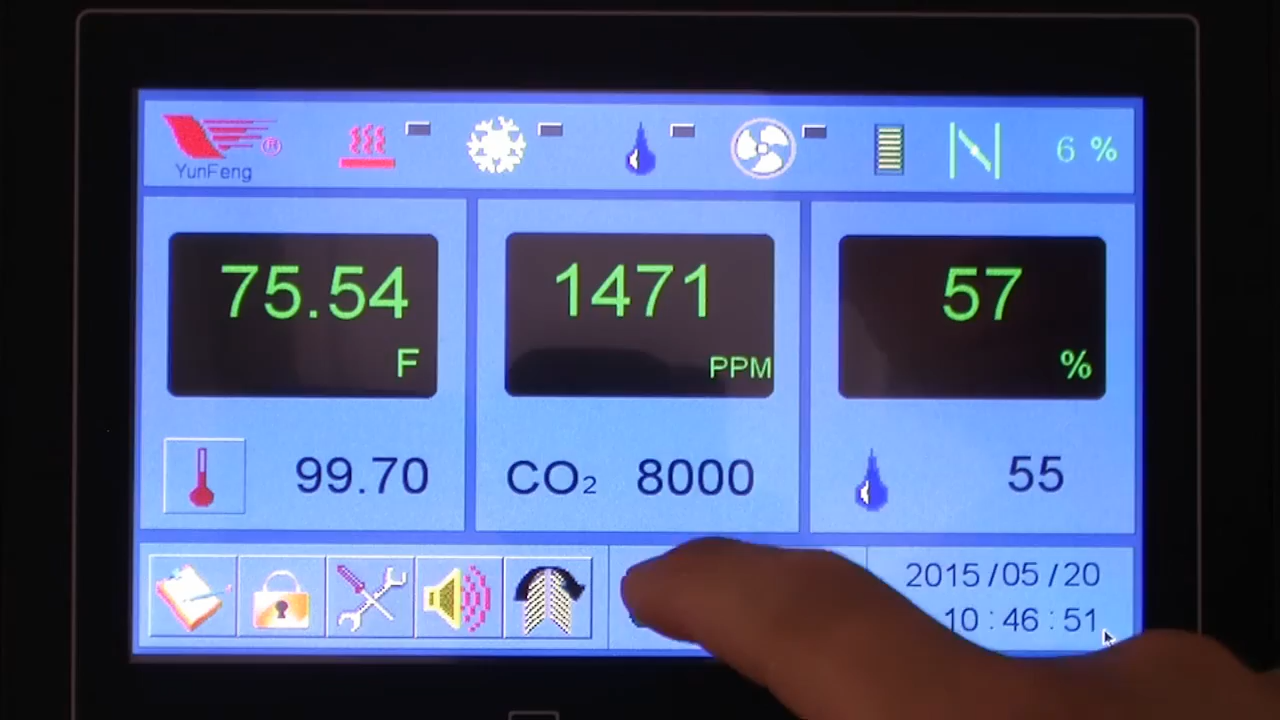 YunFeng ®
6 %
75.54
F
1471
PPM
57
%
99.70
CO₂ 8000
55
2015/05/20
10:46:51